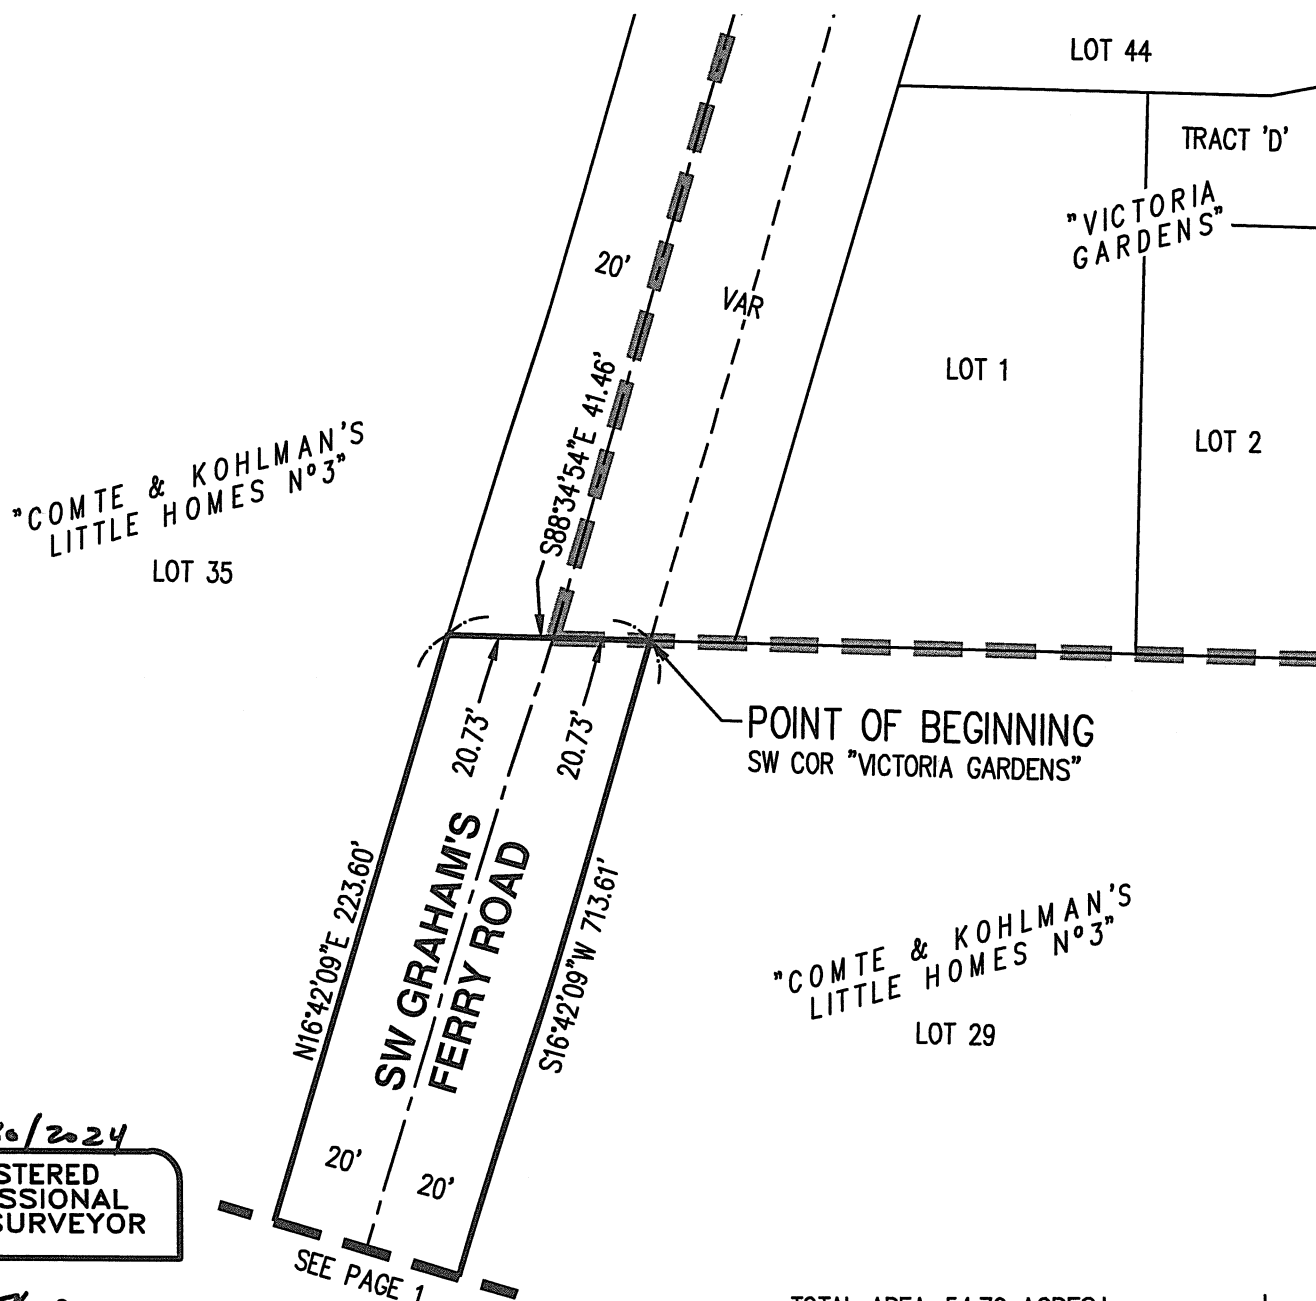 LOT 44
TRACT 'D'
"VICTORIA
GARDENS"
20'
VAR
LOT 1
LOT 2
S88°34'54"E 41.46'
"COMTE & KOHLMAN'S
LITTLE HOMES Nº3"
LOT 35
POINT OF BEGINNING
SW COR "VICTORIA GARDENS"
20.73'
20.73'
SW GRAHAM'S
FERRY ROAD
N16°42'09"E 223.60'
S16°42'09"W 713.61'
"COMTE & KOHLMAN'S
LITTLE HOMES Nº3"
LOT 29
20'
20'
/2024
STERED
SSIONAL
SURVEYOR
SEE PAGE 1